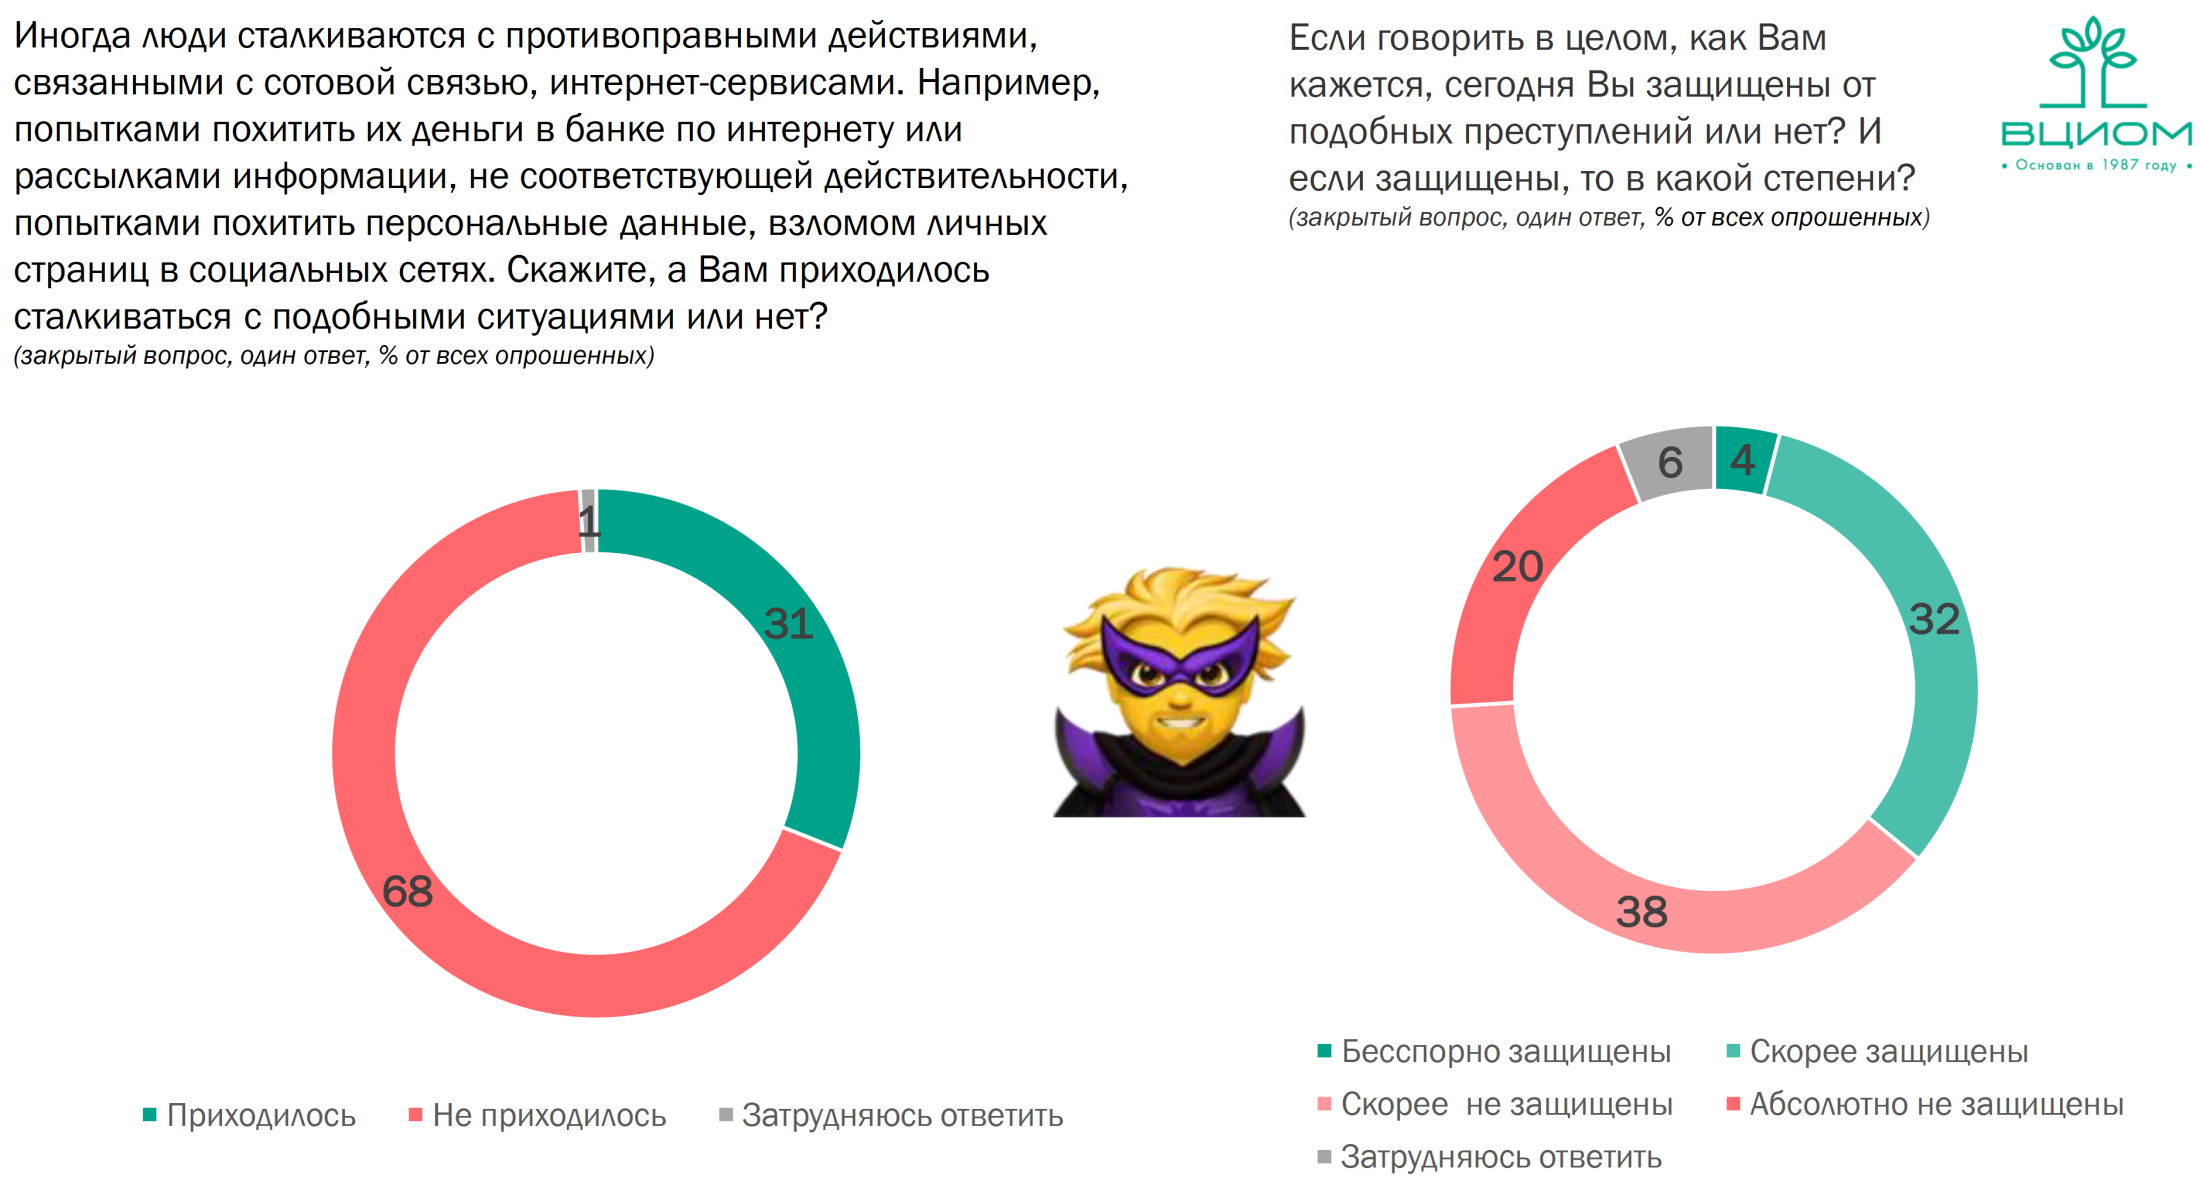 Иногда люди сталкиваются с противоправными действиями,
связанными с сотовой связью, интернет-сервисами. Например,
попытками похитить их деньги в банке по интернету или
рассылками информации, не соответствующей действительности,
попытками похитить персональные данные, взломом личных
страниц в социальных сетях. Скажите, а Вам приходилось
сталкиваться с подобными ситуациями или нет?
(закрытый вопрос, один ответ, % от всех опрошенных)
1
31
68
Приходилось
Не приходилось
Затрудняюсь ответить
Если говорить в целом, как Вам
кажется, сегодня Вы защищены от
подобных преступлений или нет? И
если защищены, то в какой степени?
(закрытый вопрос, один ответ, % от всех опрошенных)
ВЦИОМ
• Основан в 1987 году •
6
4
20
32
38
Бесспорно защищены
Скорее защищены
Скорее не защищены
Абсолютно не защищены
Затрудняюсь ответить